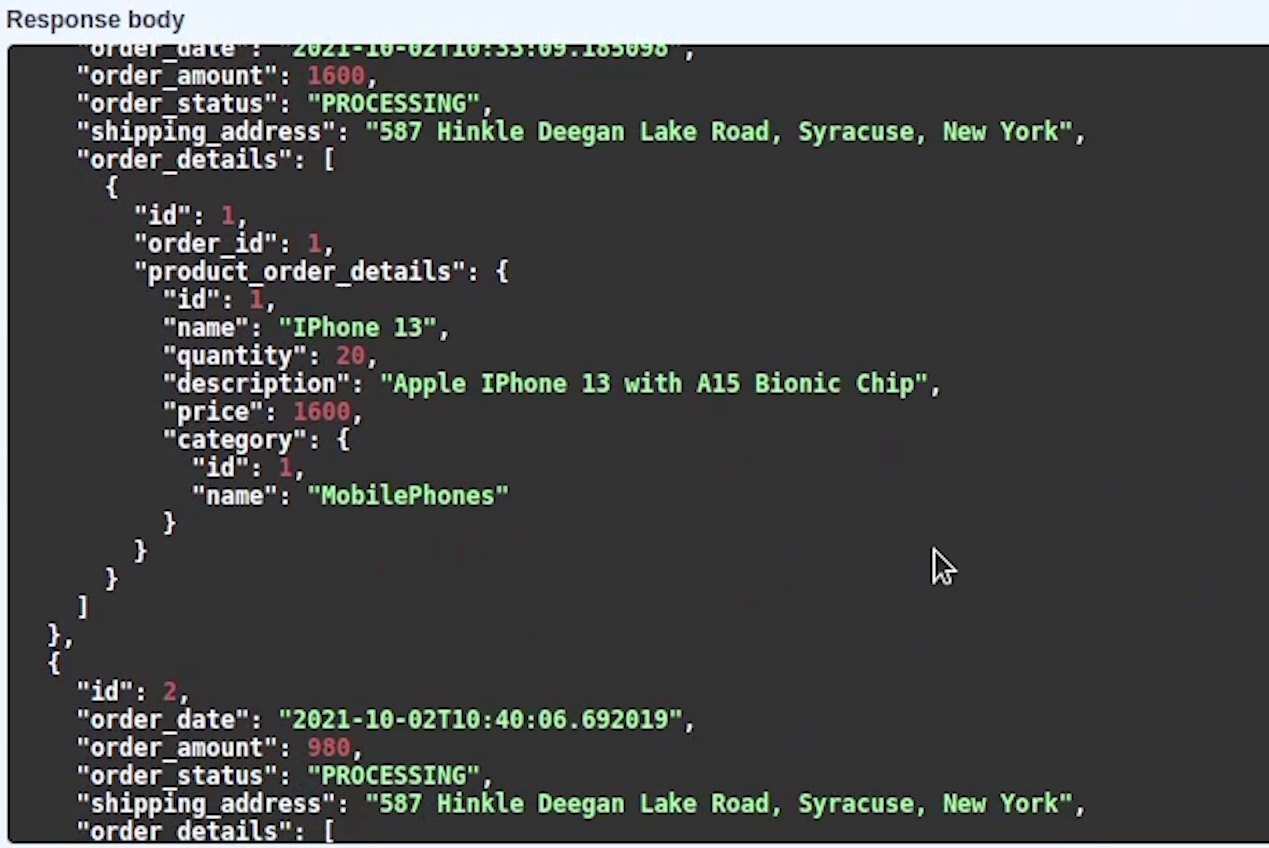 Response body
"order_date": "2021-10-02T10:33:09.185098",
"order_amount": 1600,
"order_status": "PROCESSING",
"shipping_address": "587 Hinkle Deegan Lake Road, Syracuse, New York",
"order_details": [
{
"id": 1,
"order_id": 1,
"product_order_details": {
"id": 1,
"name": "IPhone 13",
"quantity": 20,
"description": "Apple IPhone 13 with A15 Bionic Chip",
"price": 1600,
"category": {
"id": 1,
"name": "MobilePhones"
}
}
}
]
},
{
"id": 2,
"order_date": "2021-10-02T10:40:06.692019",
"order_amount": 980,
"order_status": "PROCESSING",
"shipping_address": "587 Hinkle Deegan Lake Road, Syracuse, New York",
"order_details": [